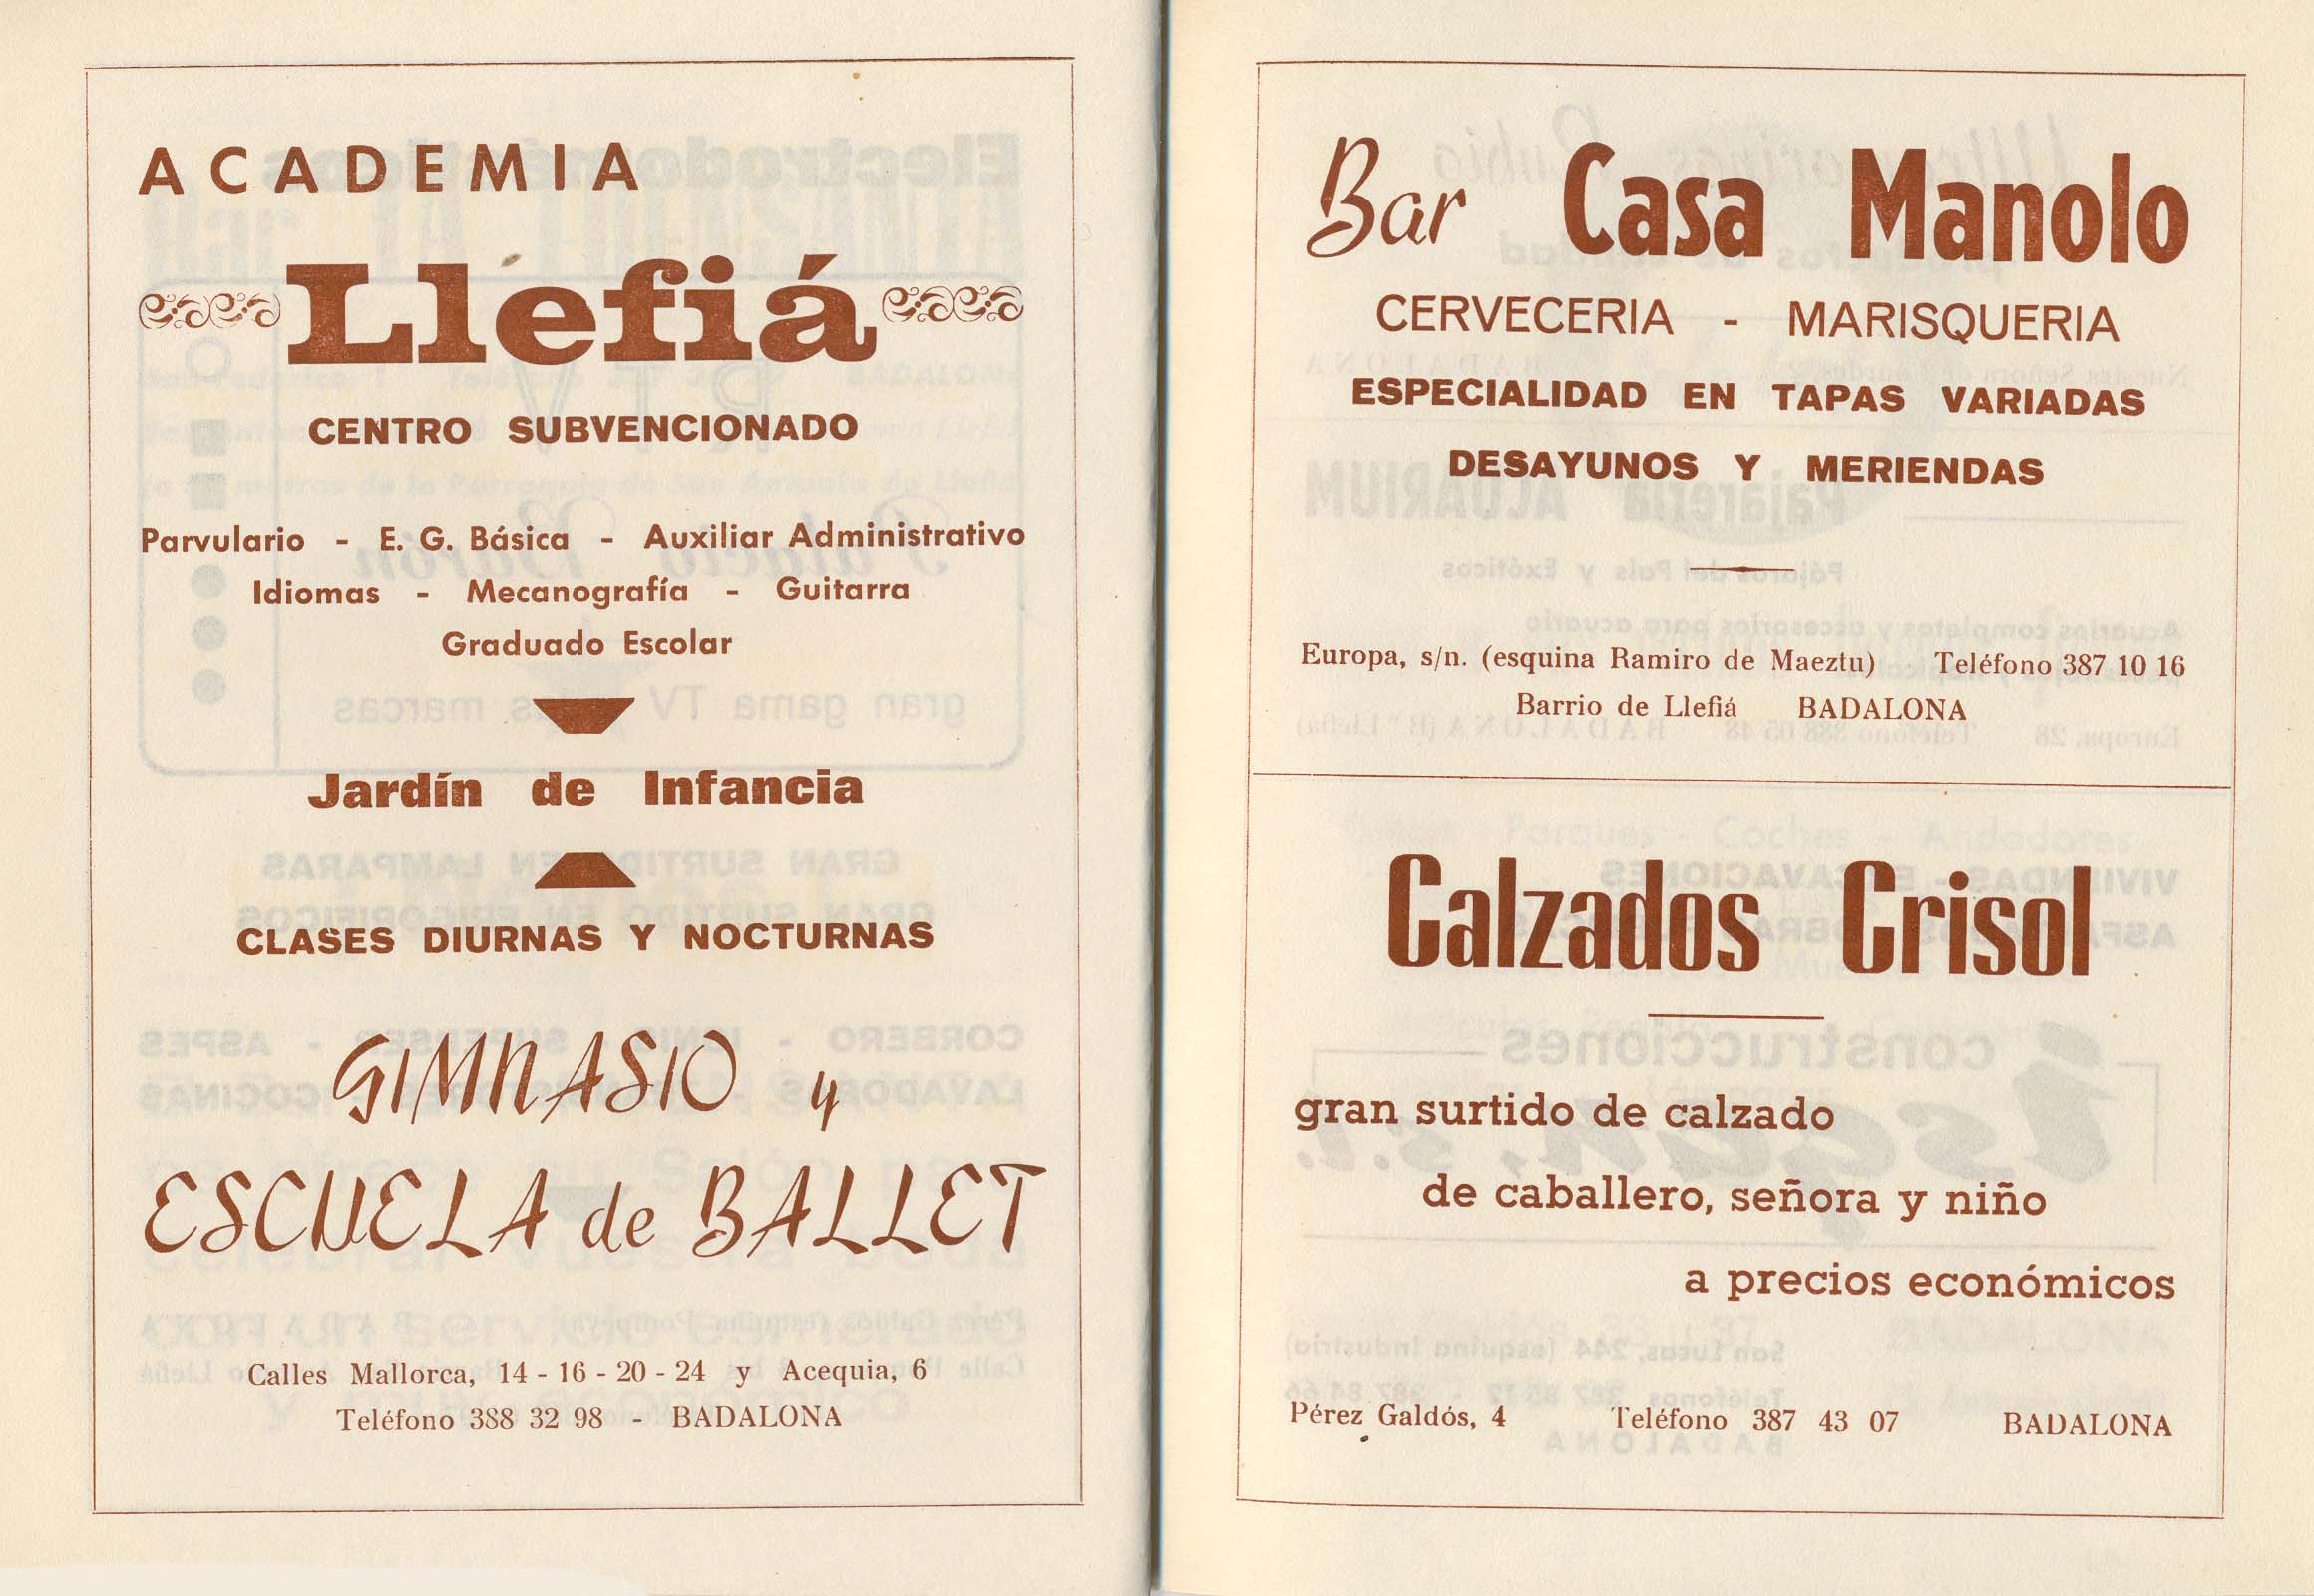 ACADEMIA
Llefiá
CENTRO SUBVENCIONADO
Parvulario - E. G. Básica - Auxiliar Administrativo
Idiomas - Mecanografía - Guitarra
Graduado Escolar
Jardín de Infancia
CLASES DIURNAS Y NOCTURNAS
GIMNASIO y
ESCUELA de BALLET
Calles Mallorca, 14 - 16 - 20 - 24 y Acequia, 6
Teléfono 388 32 98 - BADALONA
Bar Casa Manolo
CERVECERIA - MARISQUERIA
ESPECIALIDAD EN TAPAS VARIADAS
DESAYUNOS Y MERIENDAS
Europa, s/n. (esquina Ramiro de Maeztu) Teléfono 387 10 16
Barrio de Llefiá BADALONA
Calzados Crisol
gran surtido de calzado
de caballero, señora y niño
a precios económicos
Pérez Galdós, 4 Teléfono 387 43 07 BADALONA